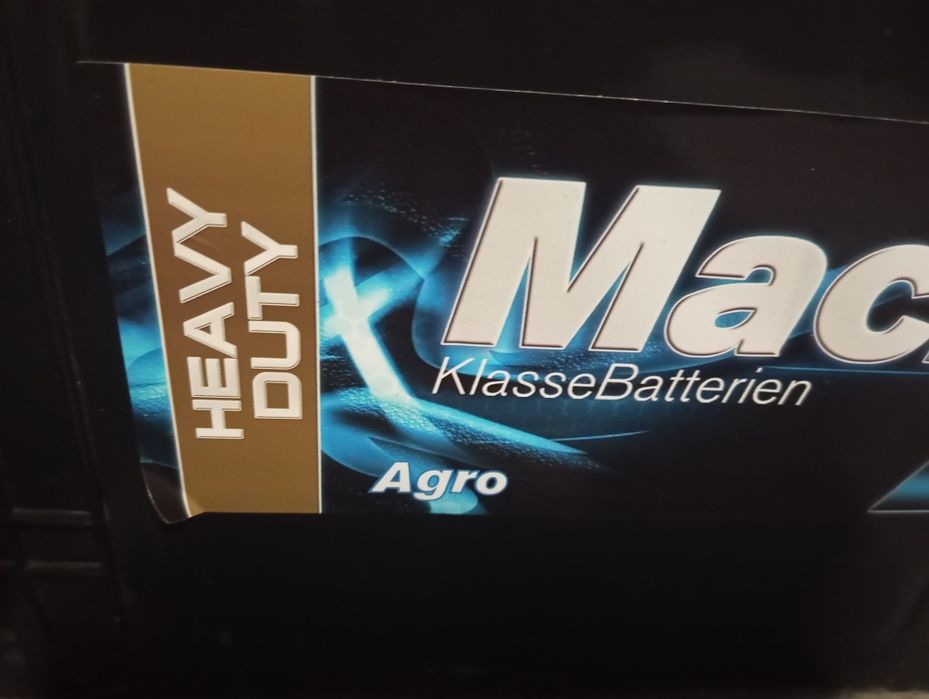 HEAVY
DUTY
Mac
KlasseBatterien
Agro